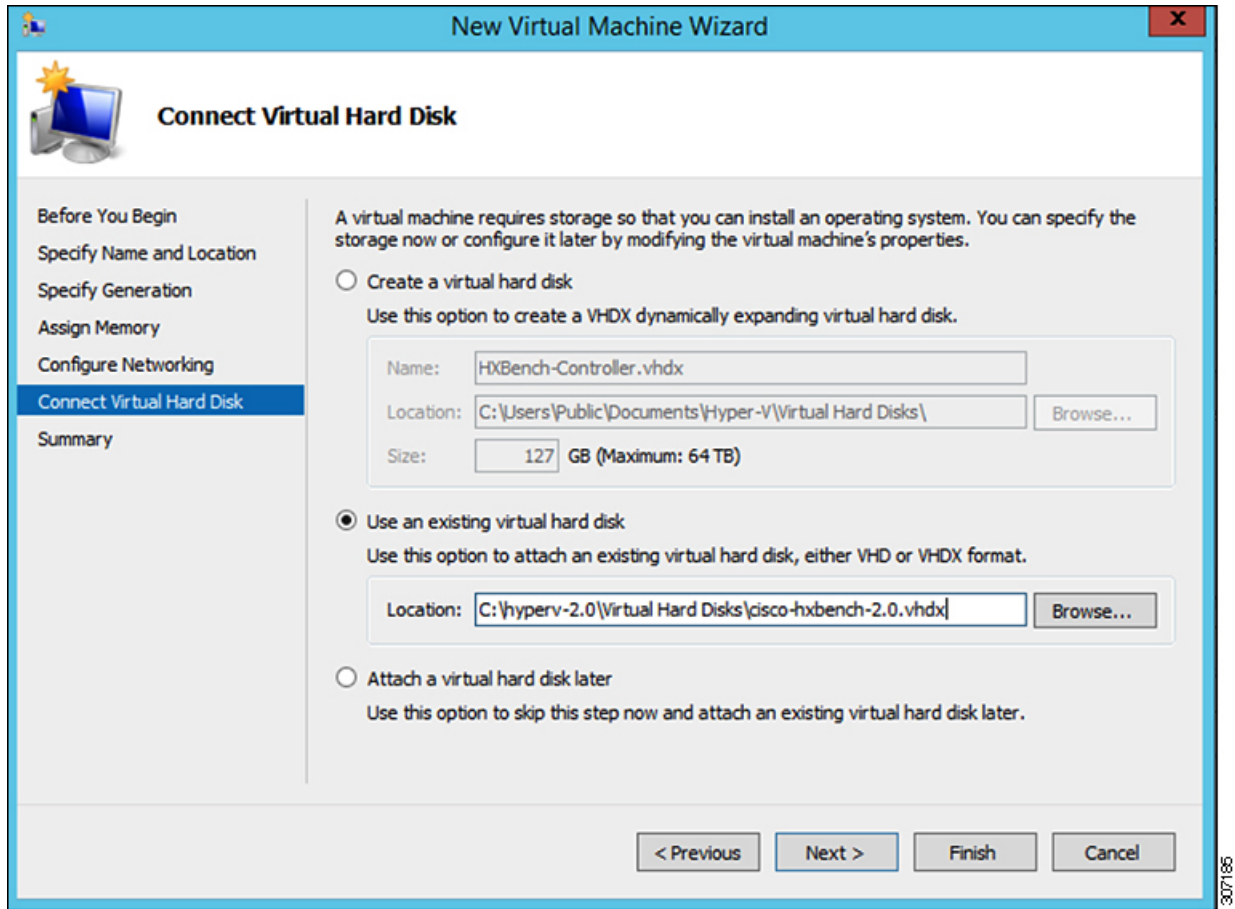 New Virtual Machine Wizard
X
Connect Virtual Hard Disk
Before You Begin
Specify Name and Location
Specify Generation
Assign Memory
Configure Networking
Connect Virtual Hard Disk
Summary
A virtual machine requires storage so that you can install an operating system. You can specify the
storage now or configure it later by modifying the virtual machine's properties.
Create a virtual hard disk
Use this option to create a VHDX dynamically expanding virtual hard disk.
Name: HXBench-Controller.vhdx
Location: C:\Users\Public\Documents\Hyper-V\Virtual Hard Disks\ Browse...
Size: 127 GB (Maximum: 64 TB)
Use an existing virtual hard disk
Use this option to attach an existing virtual hard disk, either VHD or VHDX format.
Location: C:\hyperv-2.0\Virtual Hard Disks\cisco-hxbench-2.0.vhdx Browse...
Attach a virtual hard disk later
Use this option to skip this step now and attach an existing virtual hard disk later.
< Previous Next > Finish Cancel
307185